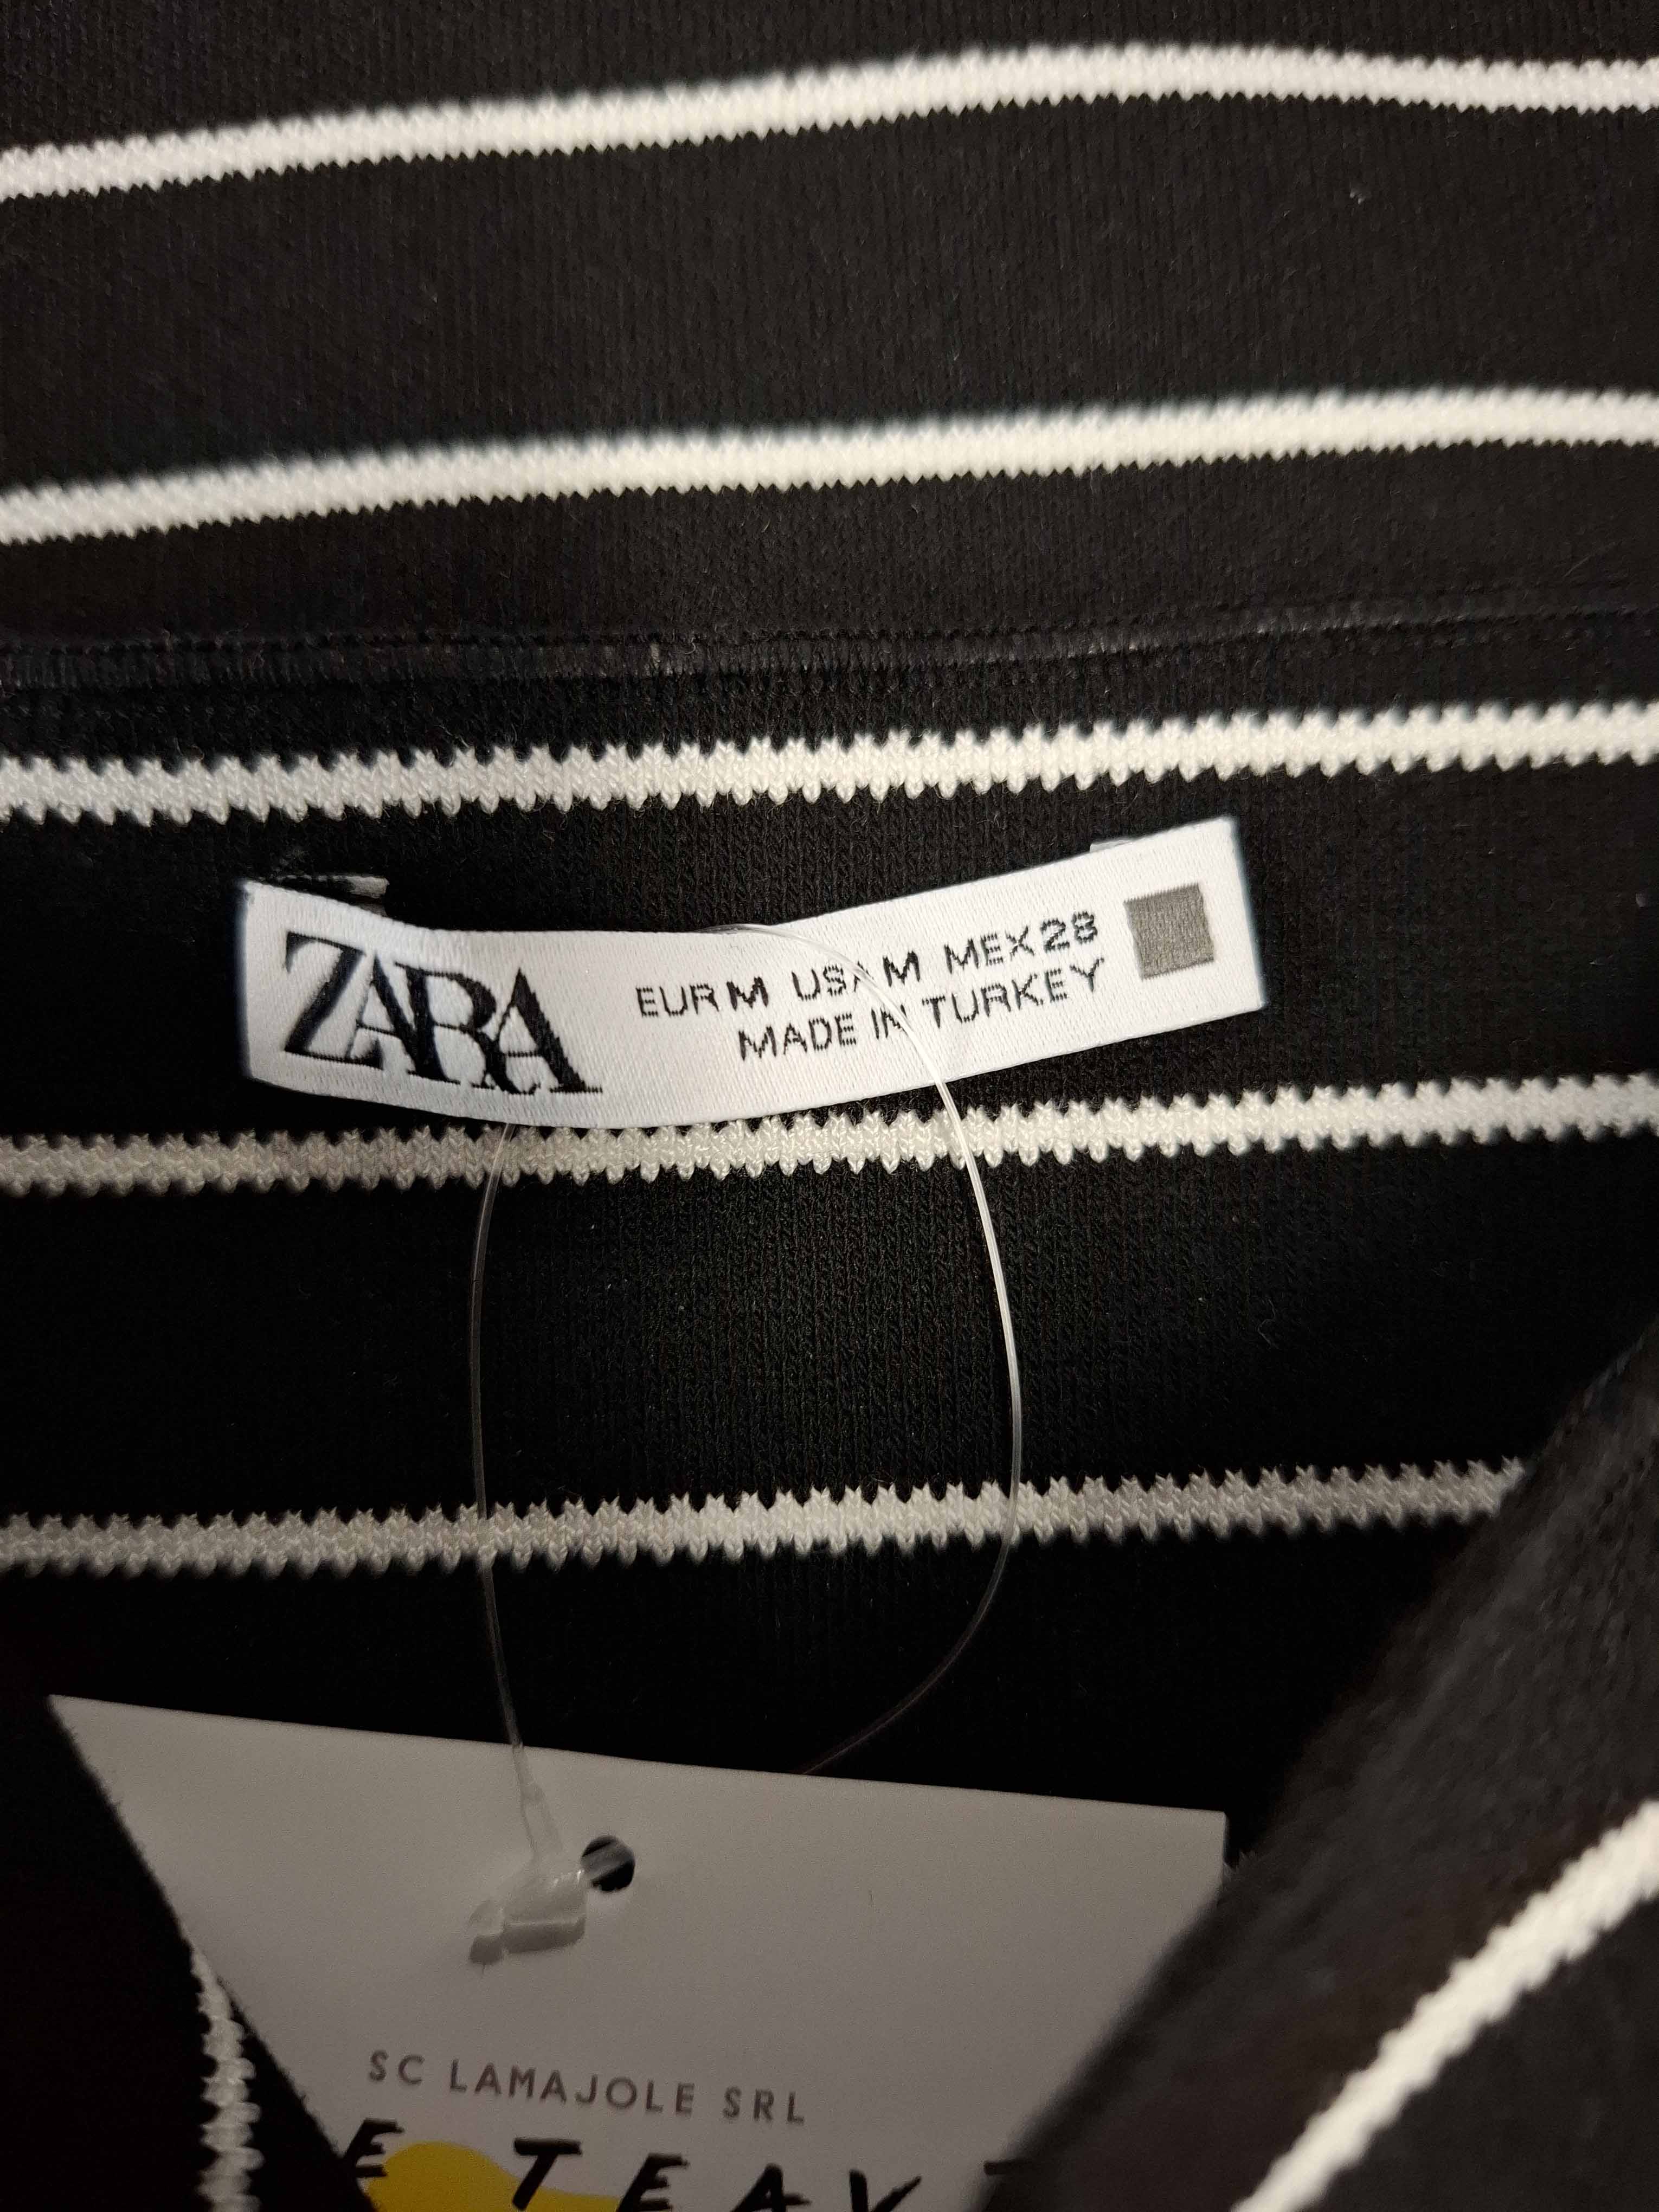 ZARA
EUR M USA M MEX 28
MADE IN TURKEY
SC LAMAJOLE SRL